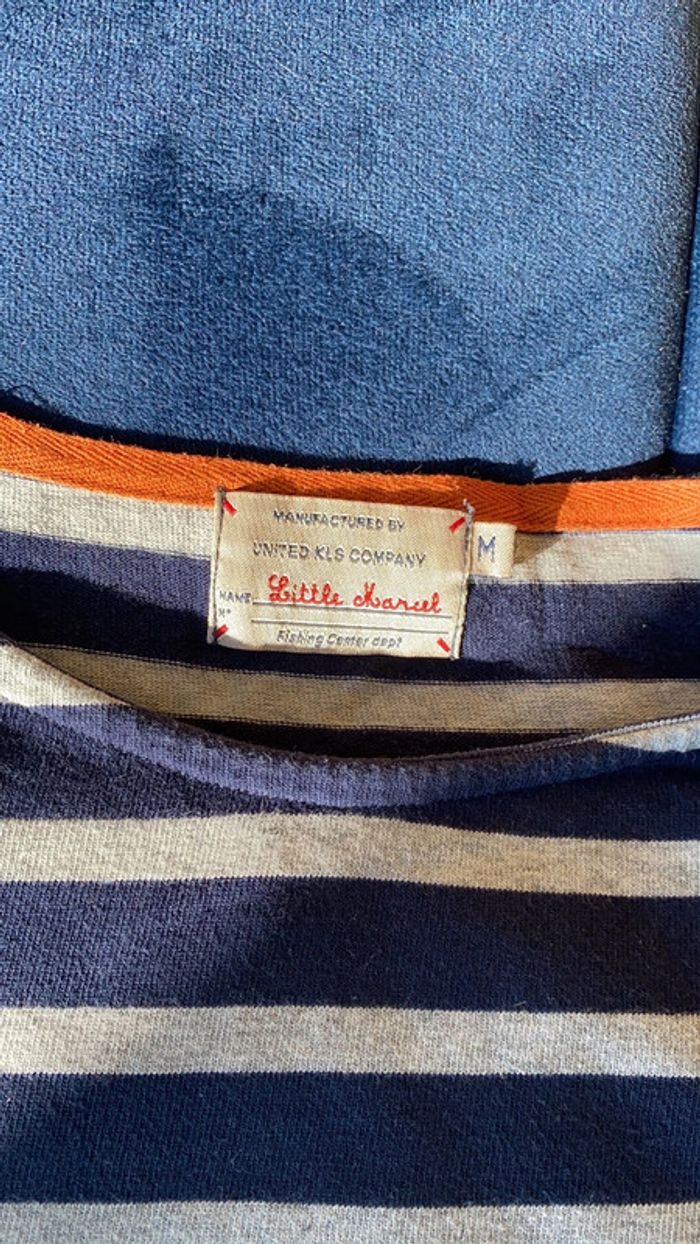 MANUFACTURED BY
UNITED KLS COMPANY
NAME Little Marcel
N°
Fishing Center dept
M